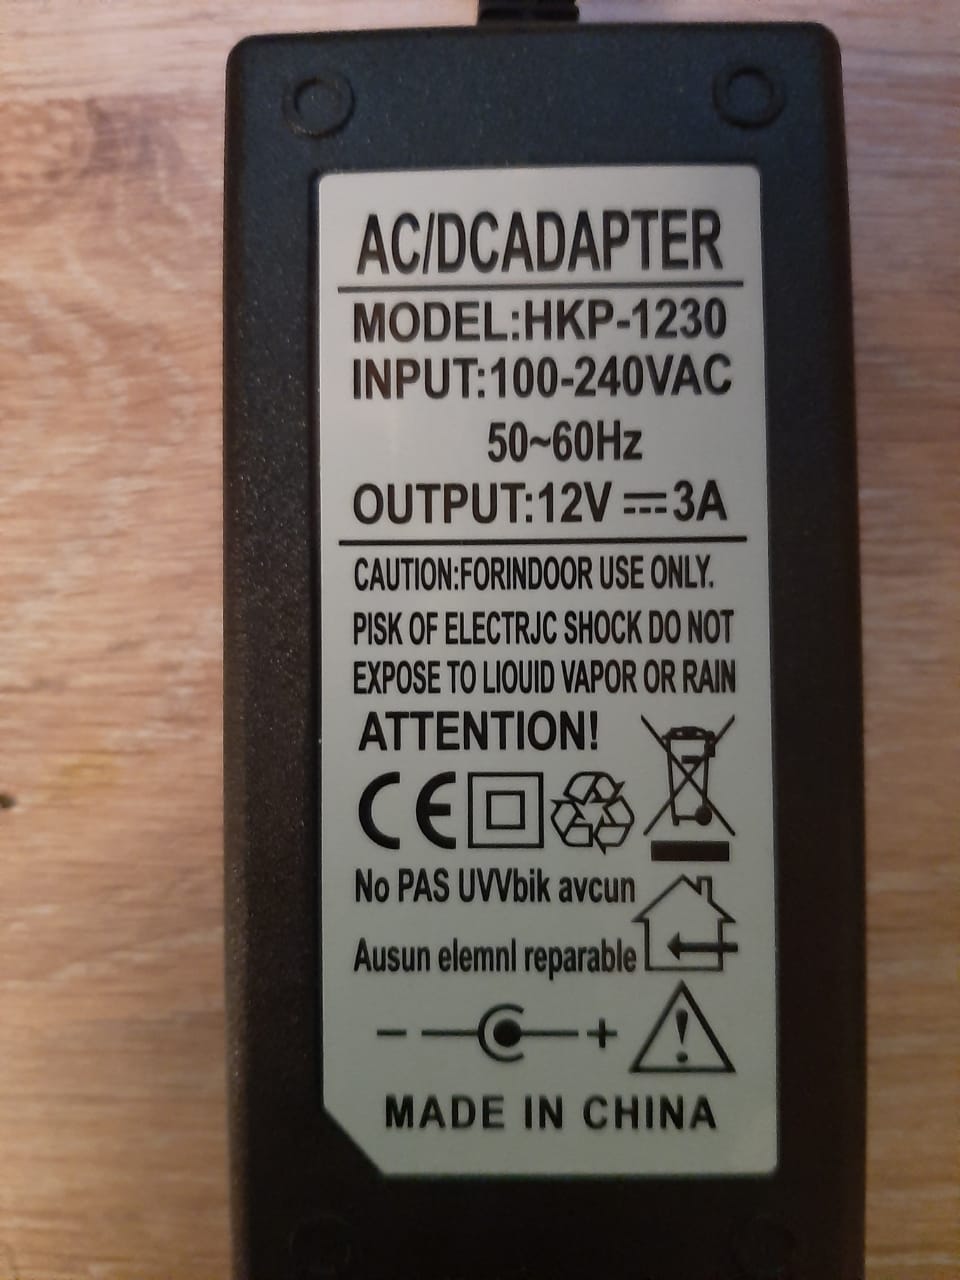 AC/DCADAPTER
MODEL:HKP-1230
INPUT:100-240VAC
50~60Hz
OUTPUT:12V ⎓ 3A
CAUTION:FORINDOOR USE ONLY.
PISK OF ELECTRJC SHOCK DO NOT
EXPOSE TO LIOUID VAPOR OR RAIN
ATTENTION!
CE
No PAS UVVbik avcun
Ausun elemnl reparable
− +
MADE IN CHINA